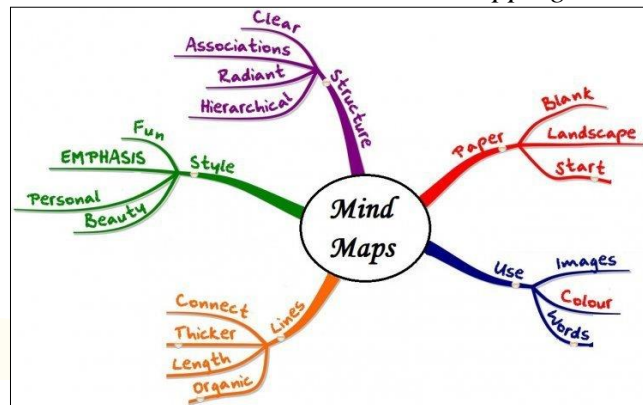 pping
Clear
Associations
Radiant
Hierarchical
Structure
Blank
Landscape
Start
Paper
Fun
EMPHASIS
Personal
Beauty
Style
Mind
Maps
Images
Colour
Words
Use
Connect
Thicker
Length
Organic
Lines